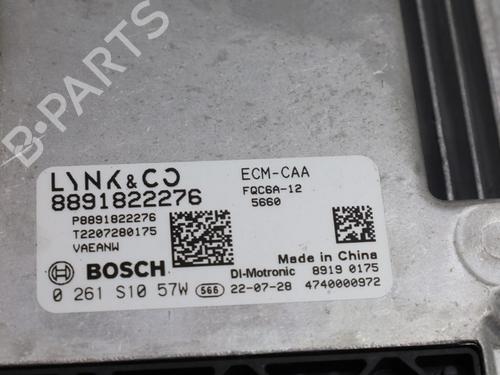 B-PARTS
LYNK&CO
8891822276
P8891822276
T2207280175
VAEANW
BOSCH
0 261 S10 57W 566
ECM-CAA
FQC6A-12
5660
Made in China
DI-Motronic 8919 0175
22-07-28 4740000972